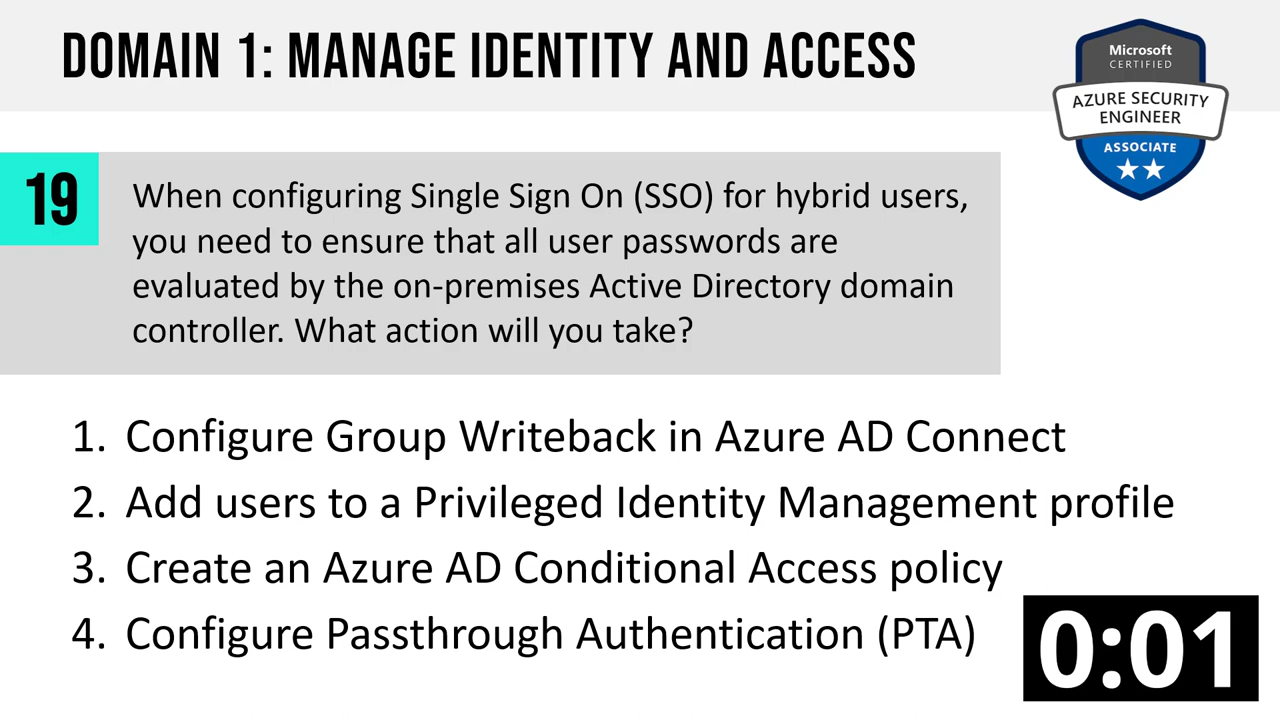 DOMAIN 1: MANAGE IDENTITY AND ACCESS
Microsoft
CERTIFIED
AZURE SECURITY
ENGINEER
ASSOCIATE
19
When configuring Single Sign On (SSO) for hybrid users,
you need to ensure that all user passwords are
evaluated by the on-premises Active Directory domain
controller. What action will you take?
1. Configure Group Writeback in Azure AD Connect
2. Add users to a Privileged Identity Management profile
3. Create an Azure AD Conditional Access policy
4. Configure Passthrough Authentication (PTA)
0:01